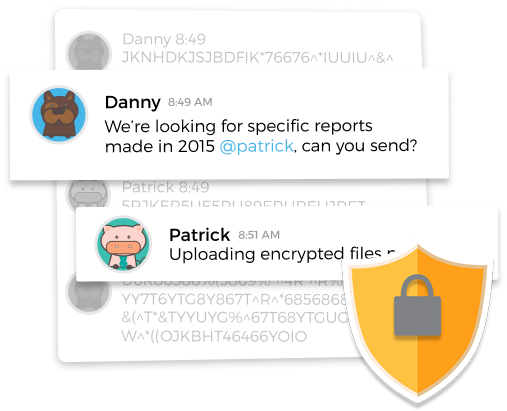 Danny 8:49
JKNHDKJSJBDFIK*76676^*IUUIU^&^
Danny 8:49 AM
We're looking for specific reports
made in 2015 @patrick, can you send?
Patrick 8:49
Patrick 8:51 AM
Uploading encrypted files
YY7T6YTG8Y867T^R^*6856868
&(^T*&TYYUYG%^67T68YTGUG
W^*((OJKBHT46466YOIO